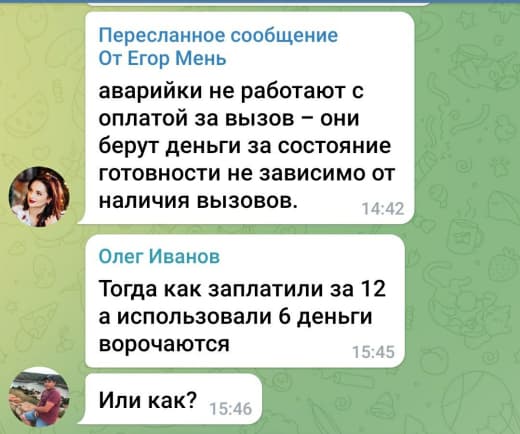 Пересланное сообщение
От Егор Мень
аварийки не работают с
оплатой за вызов – они
берут деньги за состояние
готовности не зависимо от
наличия вызовов.
14:42
Олег Иванов
Тогда как заплатили за 12
а использовали 6 деньги
ворочаются
15:45
Или как?
15:46